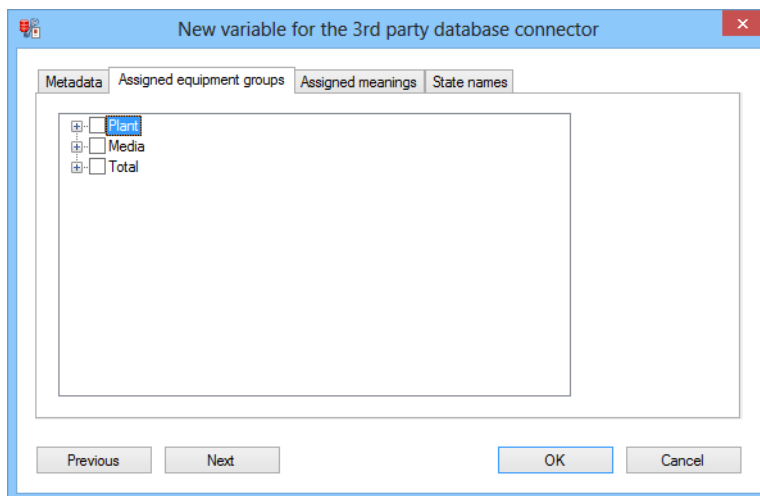 New variable for the 3rd party database connector
Metadata Assigned equipment groups Assigned meanings State names
Plant
Media
Total
Previous Next OK Cancel